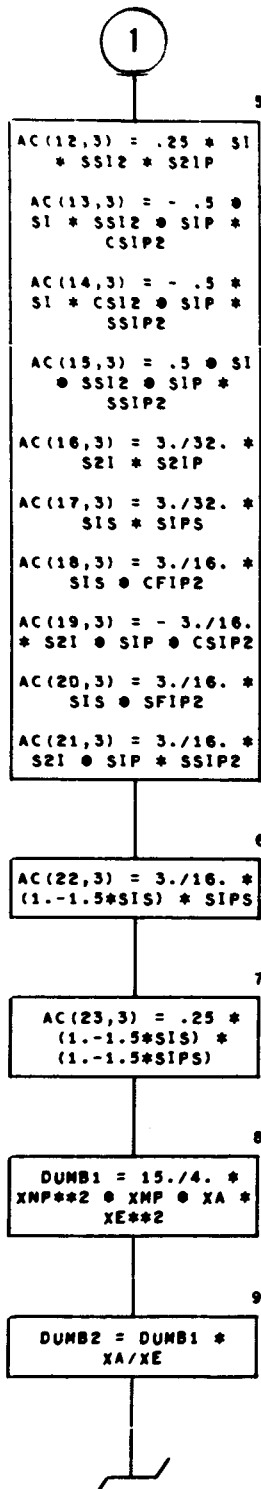 1
5
AC(12,3) = .25 * SI
* SSI2 * S2IP
AC(13,3) = - .5 *
SI * SSI2 * SIP *
CSIP2
AC(14,3) = - .5 *
SI * CSI2 * SIP *
SSIP2
AC(15,3) = .5 * SI
* SSI2 * SIP *
SSIP2
AC(16,3) = 3./32. *
S2I * S2IP
AC(17,3) = 3./32. *
SIS * SIPS
AC(18,3) = 3./16. *
SIS * CFIP2
AC(19,3) = - 3./16.
* S2I * SIP * CSIP2
AC(20,3) = 3./16. *
SIS * SFIP2
AC(21,3) = 3./16. *
S2I * SIP * SSIP2
6
AC(22,3) = 3./16. *
(1.-1.5*SIS) * SIPS
7
AC(23,3) = .25 *
(1.-1.5*SIS) *
(1.-1.5*SIPS)
8
DUMB1 = 15./4. *
XNP**2 * XMP * XA *
XE**2
9
DUMB2 = DUMB1 *
XA/XE